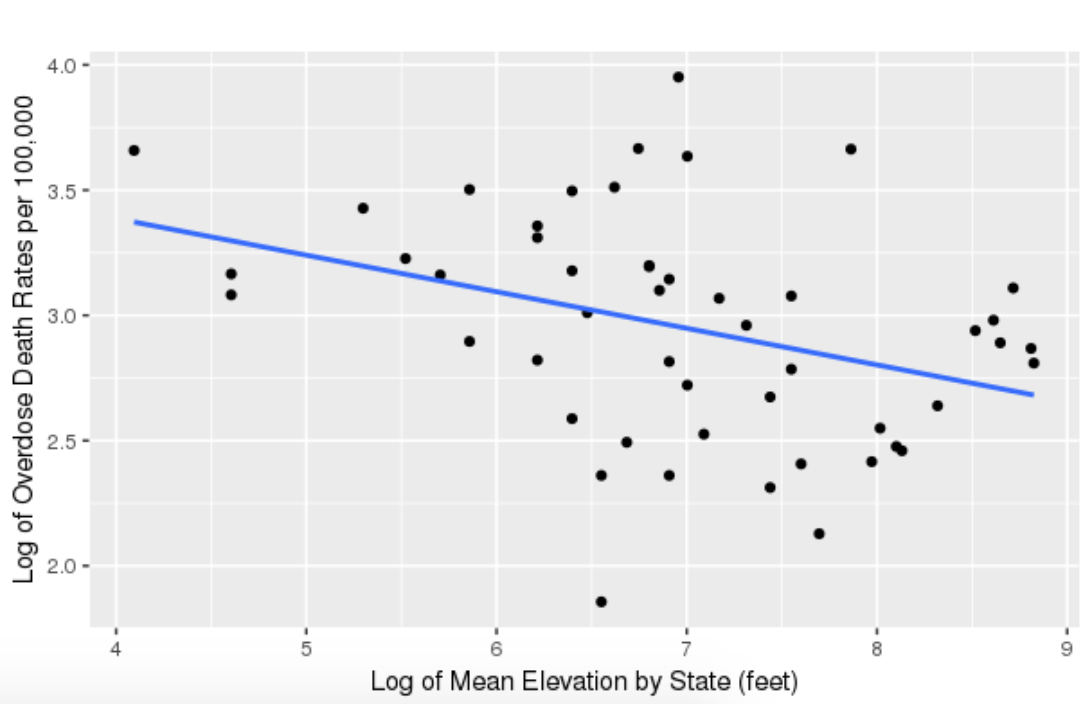 4.0
3.5
3.0
2.5
2.0
Log of Overdose Death Rates per 100,000
4 5 6 7 8 9
Log of Mean Elevation by State (feet)